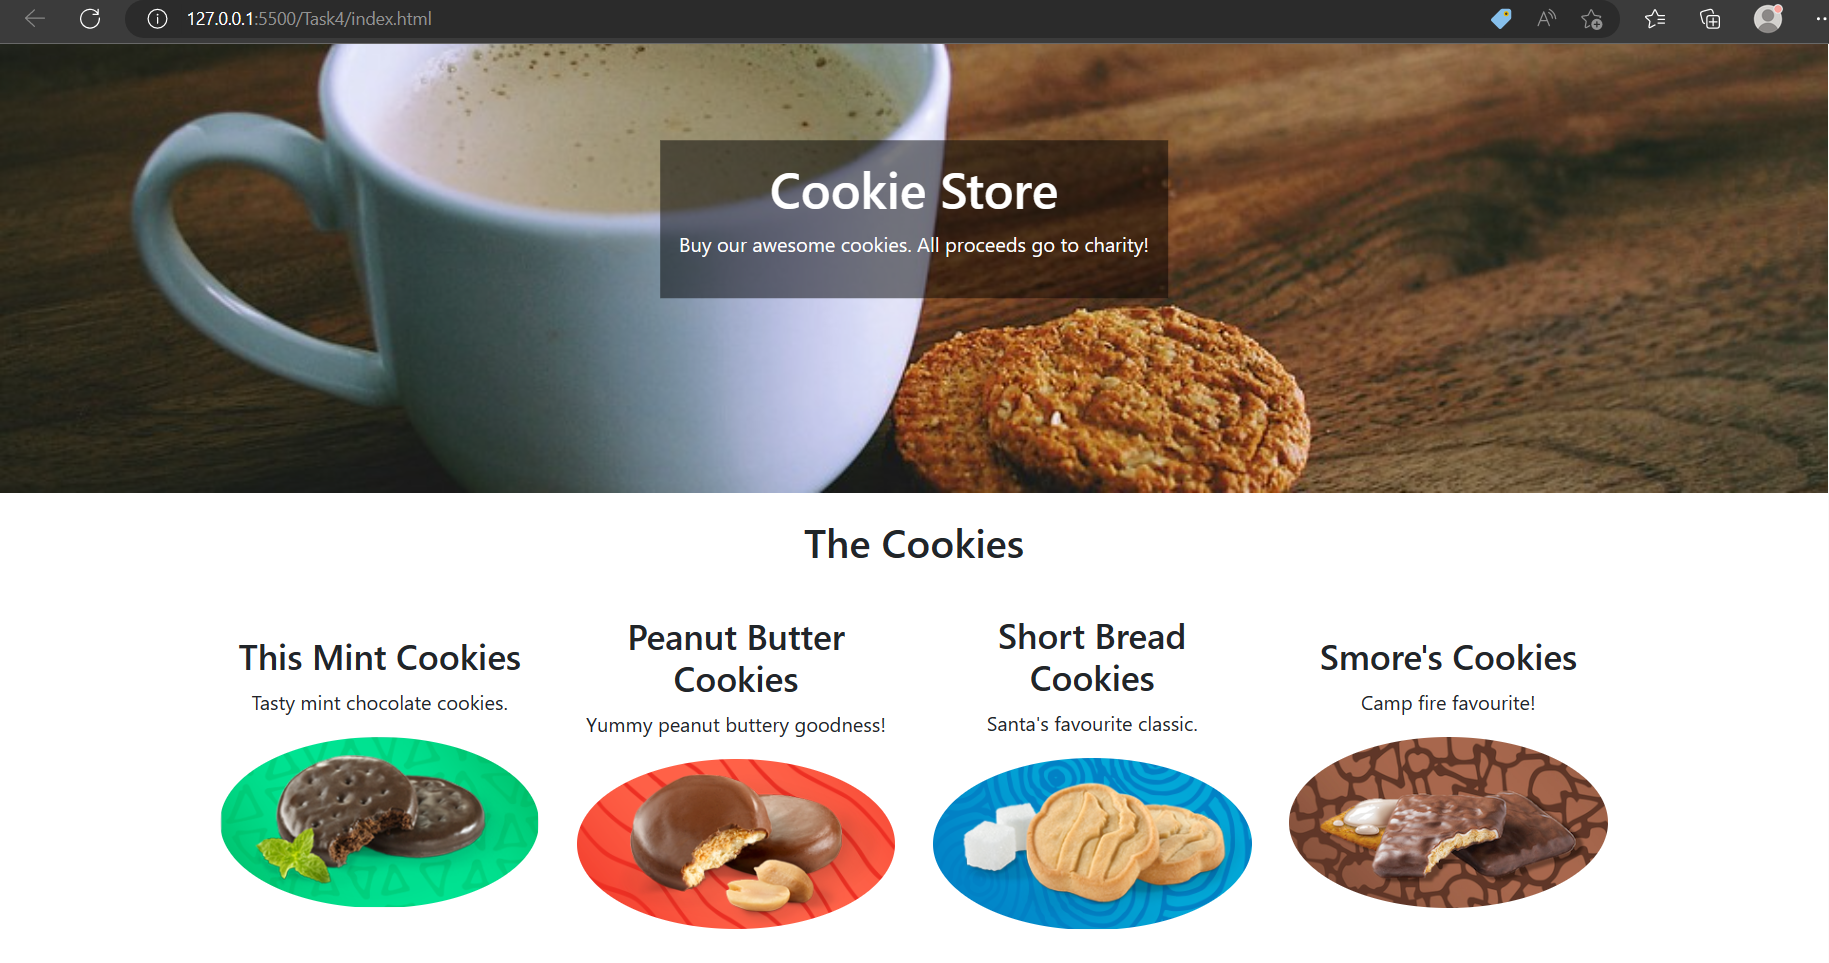 127.0.0.1:5500/Task4/index.html
Cookie Store
Buy our awesome cookies. All proceeds go to charity!
The Cookies
This Mint Cookies
Tasty mint chocolate cookies.
Peanut Butter
Cookies
Yummy peanut buttery goodness!
Short Bread
Cookies
Santa's favourite classic.
Smore's Cookies
Camp fire favourite!